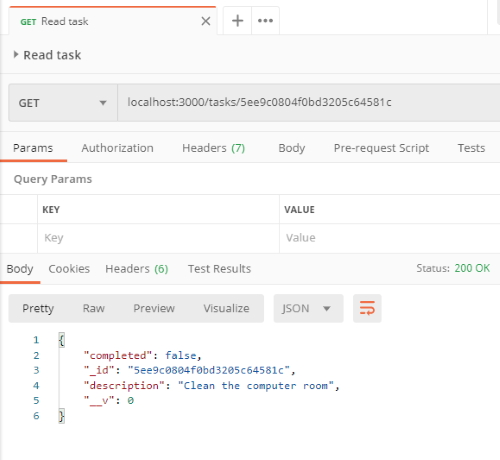 GET Read task
Read task
GET localhost:3000/tasks/5ee9c0804f0bd3205c64581c
Params Authorization Headers (7) Body Pre-request Script Tests
Query Params
KEY VALUE
Key Value
Body Cookies Headers (6) Test Results Status: 200 OK
Pretty Raw Preview Visualize JSON
1 {
2 "completed": false,
3 "_id": "5ee9c0804f0bd3205c64581c",
4 "description": "Clean the computer room",
5 "__v": 0
6 }